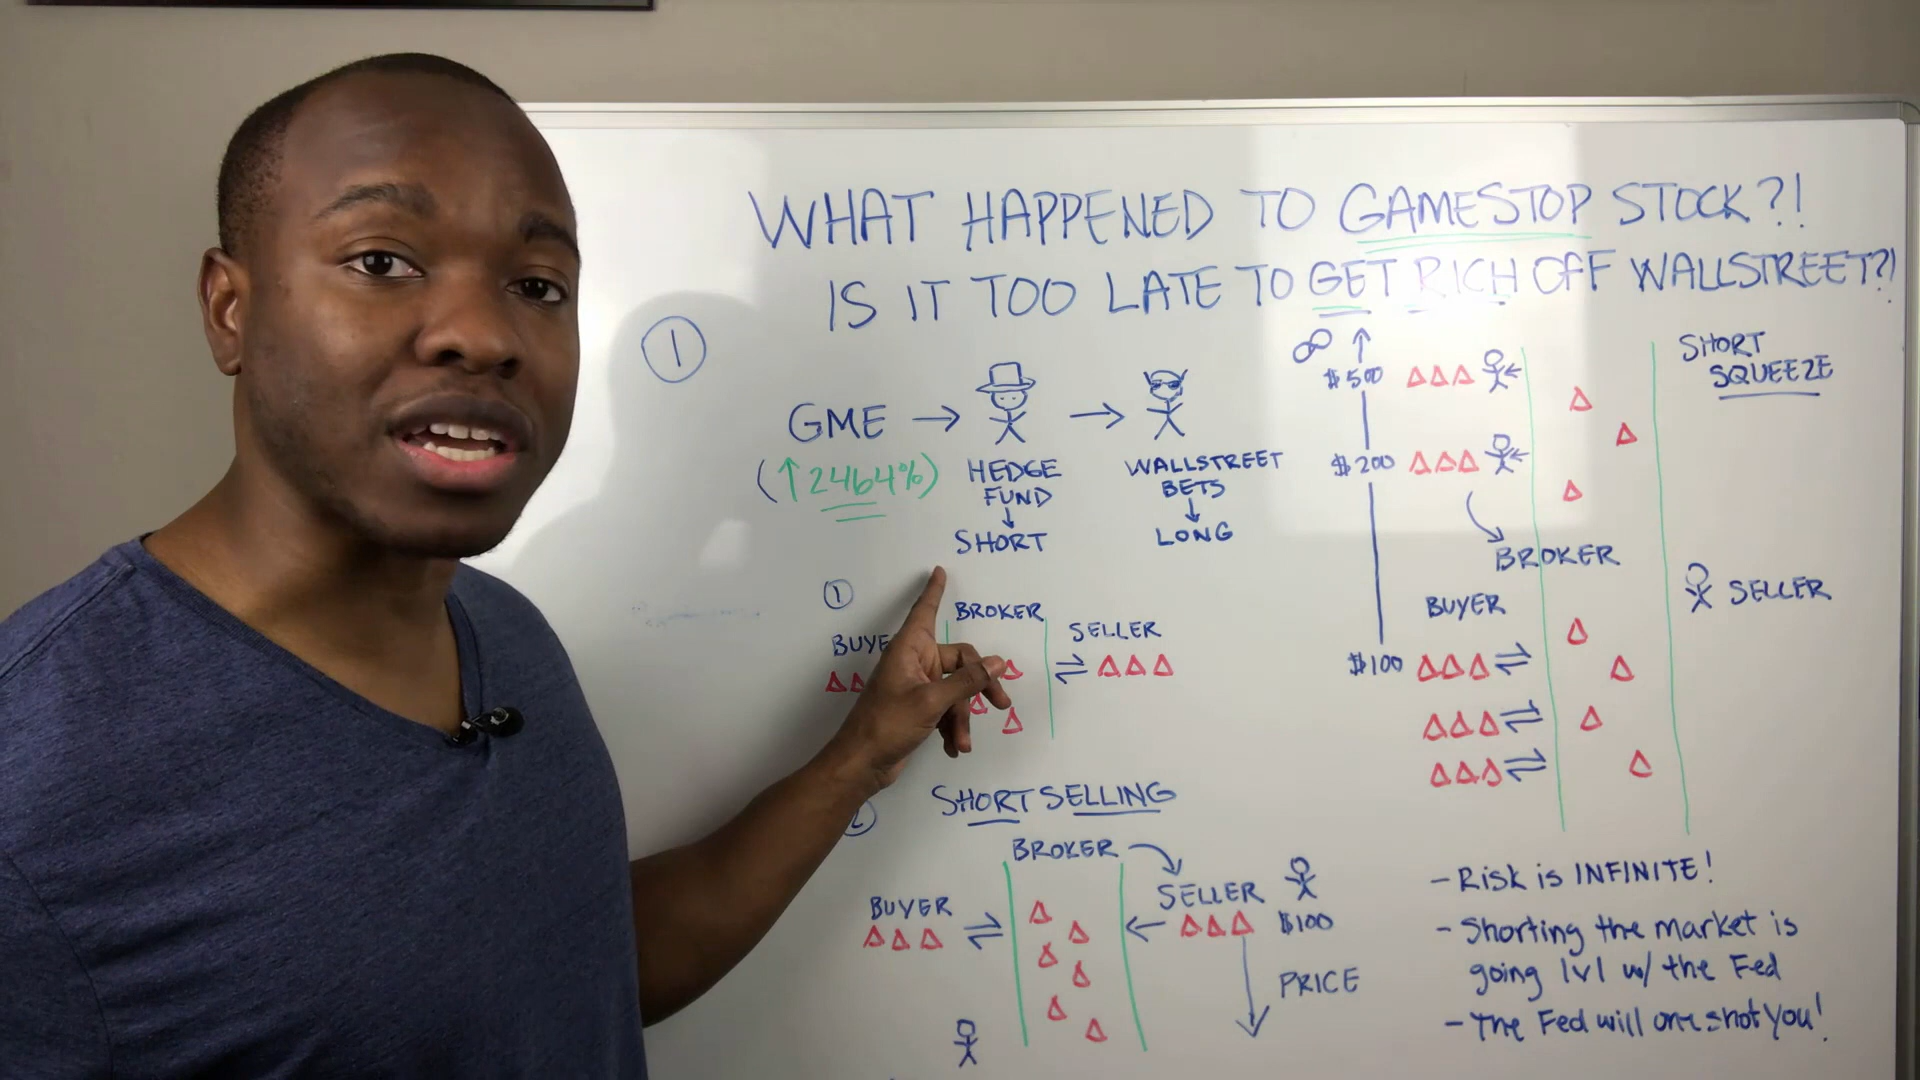 WHAT HAPPENED TO GAMESTOP STOCK?!
IS IT TOO LATE TO GET RICH OFF WALLSTREET?!
1
GME → → 
(↑2464%)
HEDGE
FUND
↓
SHORT
WALLSTREET
BETS
↓
LONG
1
BROKER
SELLER
SHORT SELLING
BROKER
BUYER
SELLER
$100
PRICE
SHORT
SQUEEZE
∞ ↑
$500
$200
BROKER
BUYER
SELLER
$100
- RISK IS INFINITE!
- Shorting the market is
going 1v1 w/ the Fed
- The Fed will one shot you!